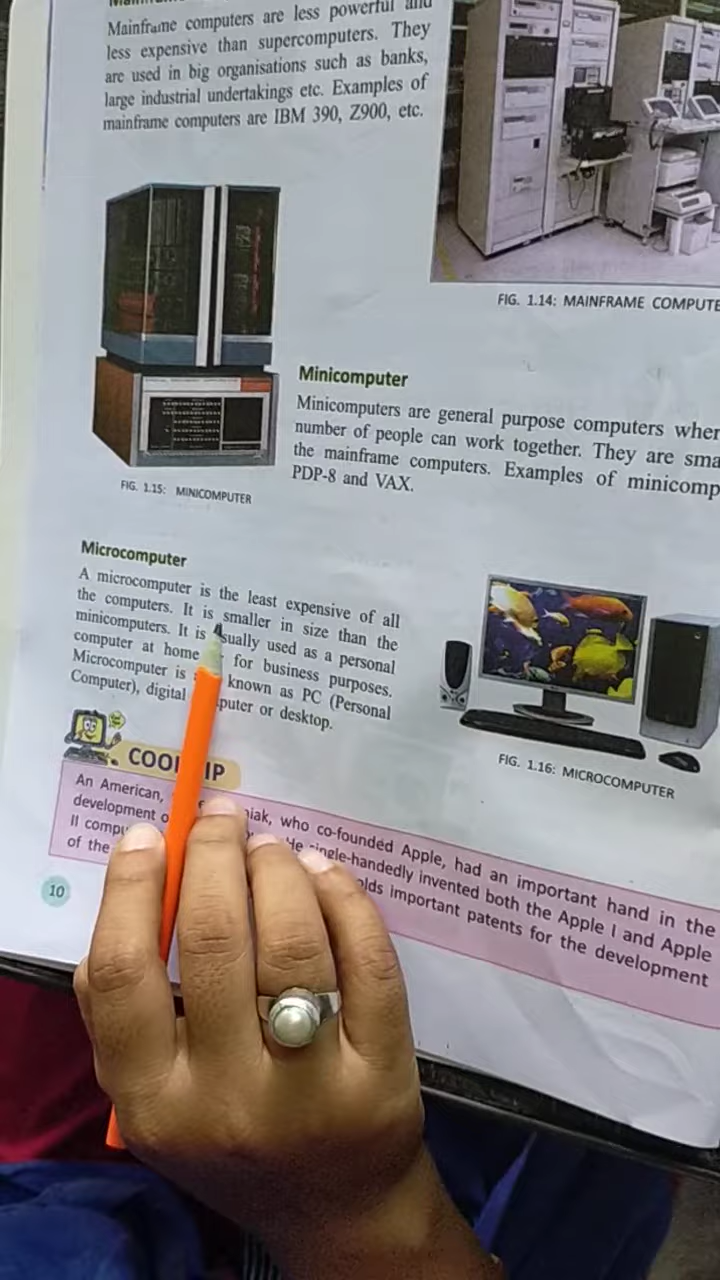 Mainframe computers are less powerful and
less expensive than supercomputers. They
are used in big organisations such as banks,
large industrial undertakings etc. Examples of
mainframe computers are IBM 390, Z900, etc.
FIG. 1.14: MAINFRAME COMPUTE
Minicomputer
Minicomputers are general purpose computers wher
number of people can work together. They are sma
the mainframe computers. Examples of minicomp
PDP-8 and VAX.
FIG. 1.15: MINICOMPUTER
Microcomputer
A microcomputer is the least expensive of all
the computers. It is smaller in size than the
minicomputers. It is usually used as a personal
computer at home for business purposes.
Microcomputer is known as PC (Personal
Computer), digital puter or desktop.
FIG. 1.16: MICROCOMPUTER
COOL IP
An American, niak, who co-founded Apple, had an important hand in the
development o He single-handedly invented both the Apple I and Apple
II compu olds important patents for the development
of the
10